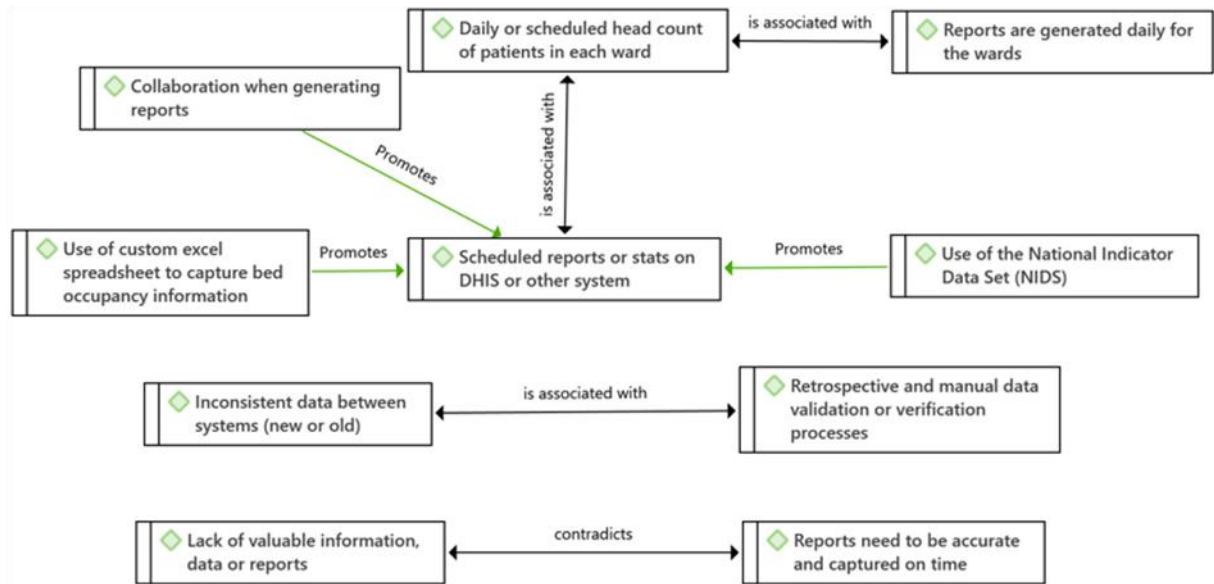 Daily or scheduled head count
of patients in each ward
is associated with
Reports are generated daily for
the wards
Collaboration when generating
reports
Promotes
is associated with
Use of custom excel
spreadsheet to capture bed
occupancy information
Promotes
Scheduled reports or stats on
DHIS or other system
Promotes
Use of the National Indicator
Data Set (NIDS)
Inconsistent data between
systems (new or old)
is associated with
Retrospective and manual data
validation or verification
processes
Lack of valuable information,
data or reports
contradicts
Reports need to be accurate
and captured on time